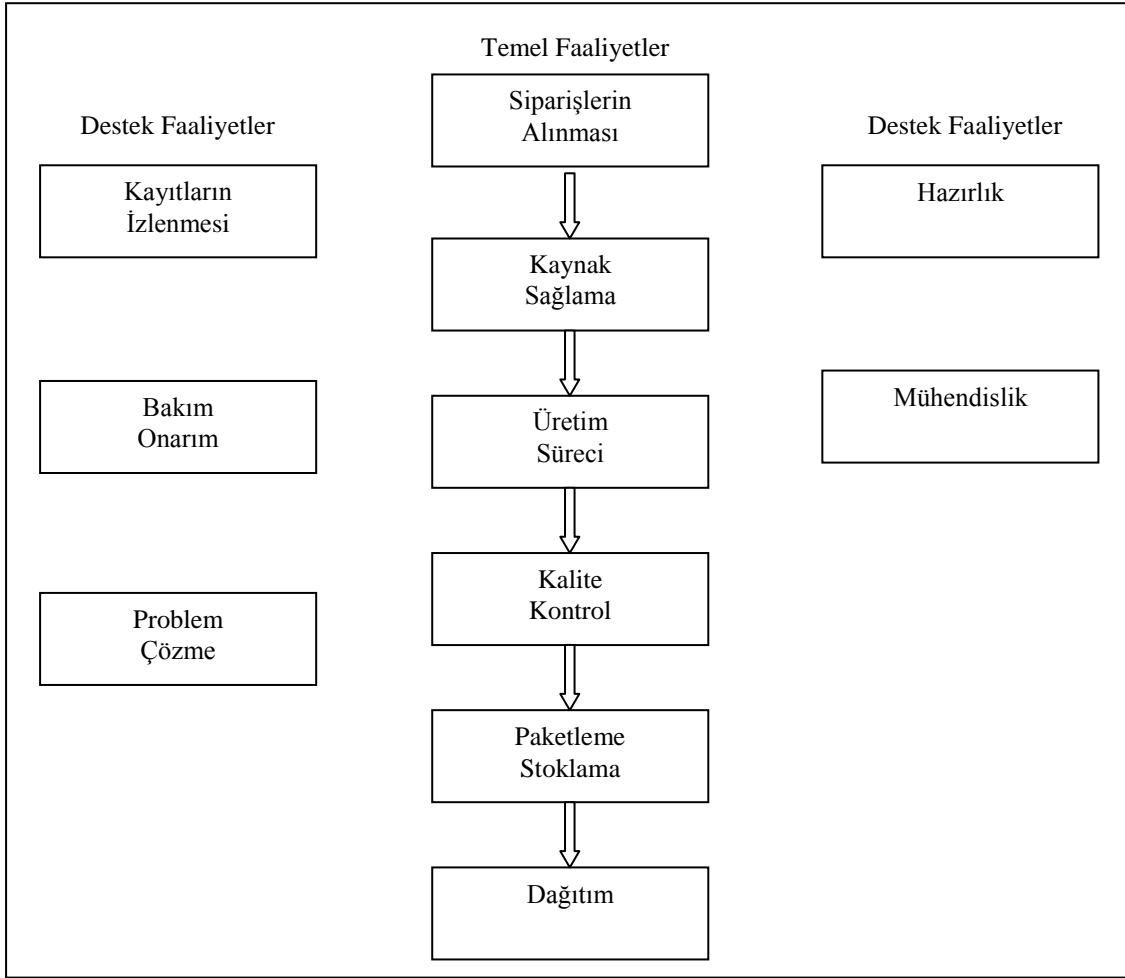 Temel Faaliyetler
Siparişlerin
Alınması
Destek Faaliyetler
Kayıtların
İzlenmesi
Bakım
Onarım
Problem
Çözme
Kaynak
Sağlama
Üretim
Süreci
Kalite
Kontrol
Paketleme
Stoklama
Dağıtım
Destek Faaliyetler
Hazırlık
Mühendislik